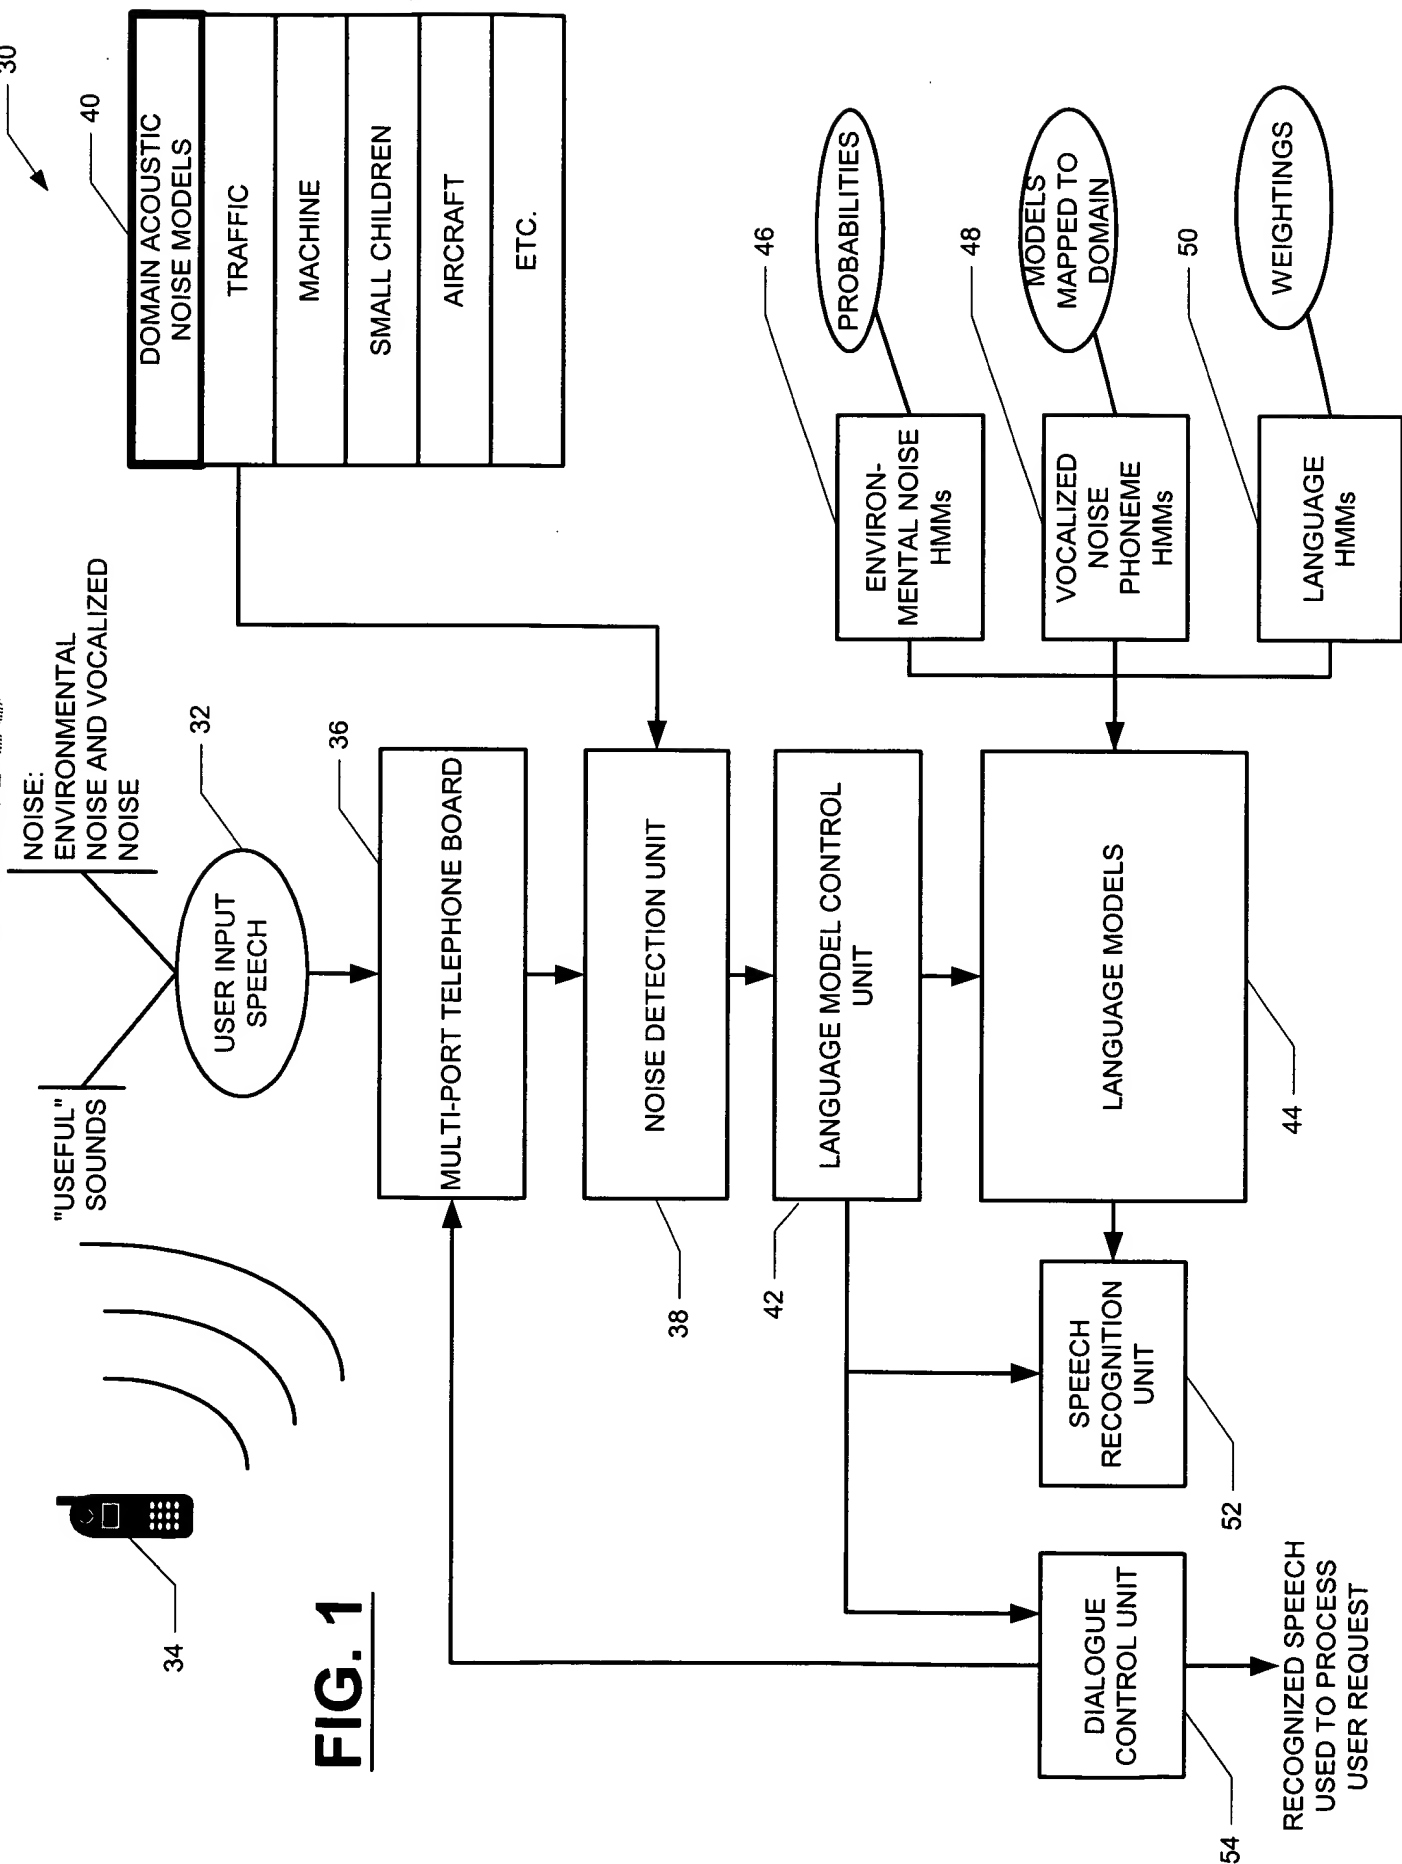 FIG. 1
34
"USEFUL"
SOUNDS
NOISE:
ENVIRONMENTAL
NOISE AND VOCALIZED
NOISE
30
USER INPUT
SPEECH
32
40
DOMAIN ACOUSTIC
NOISE MODELS
TRAFFIC
MACHINE
SMALL CHILDREN
AIRCRAFT
ETC.
36
MULTI-PORT TELEPHONE BOARD
38
NOISE DETECTION UNIT
42
LANGUAGE MODEL CONTROL
UNIT
46
ENVIRON-
MENTAL NOISE
HMMs
PROBABILITIES
48
VOCALIZED
NOISE
PHONEME
HMMs
MODELS
MAPPED TO
DOMAIN
50
LANGUAGE
HMMs
WEIGHTINGS
44
LANGUAGE MODELS
52
SPEECH
RECOGNITION
UNIT
54
DIALOGUE
CONTROL UNIT
RECOGNIZED SPEECH
USED TO PROCESS
USER REQUEST